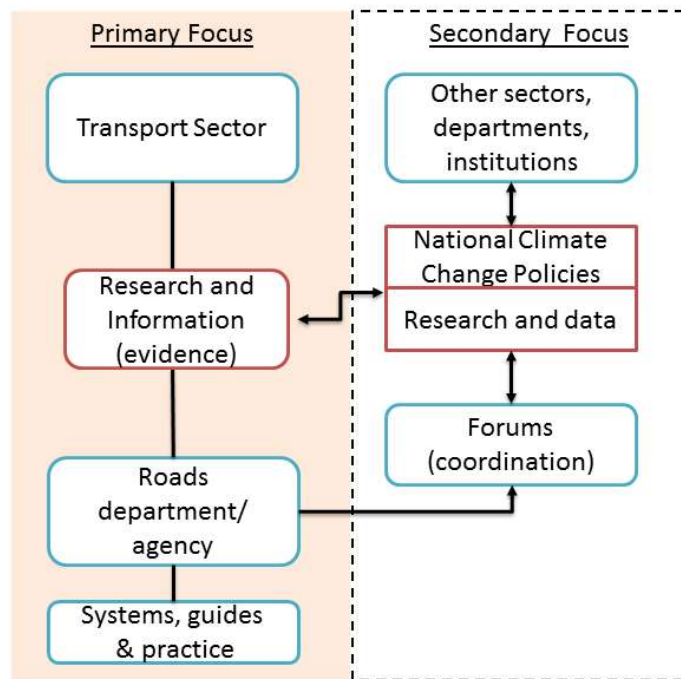 Primary Focus
Transport Sector
Research and
Information
(evidence)
Roads
department/
agency
Systems, guides
& practice
Secondary Focus
Other sectors,
departments,
institutions
National Climate
Change Policies
Research and data
Forums
(coordination)